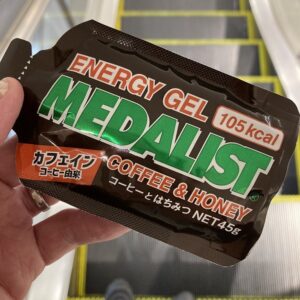 ENERGY GEL
105 kcal
MEDALIST®
カフェイン
コーヒー由来
COFFEE & HONEY
コーヒーとはちみつ NET45g